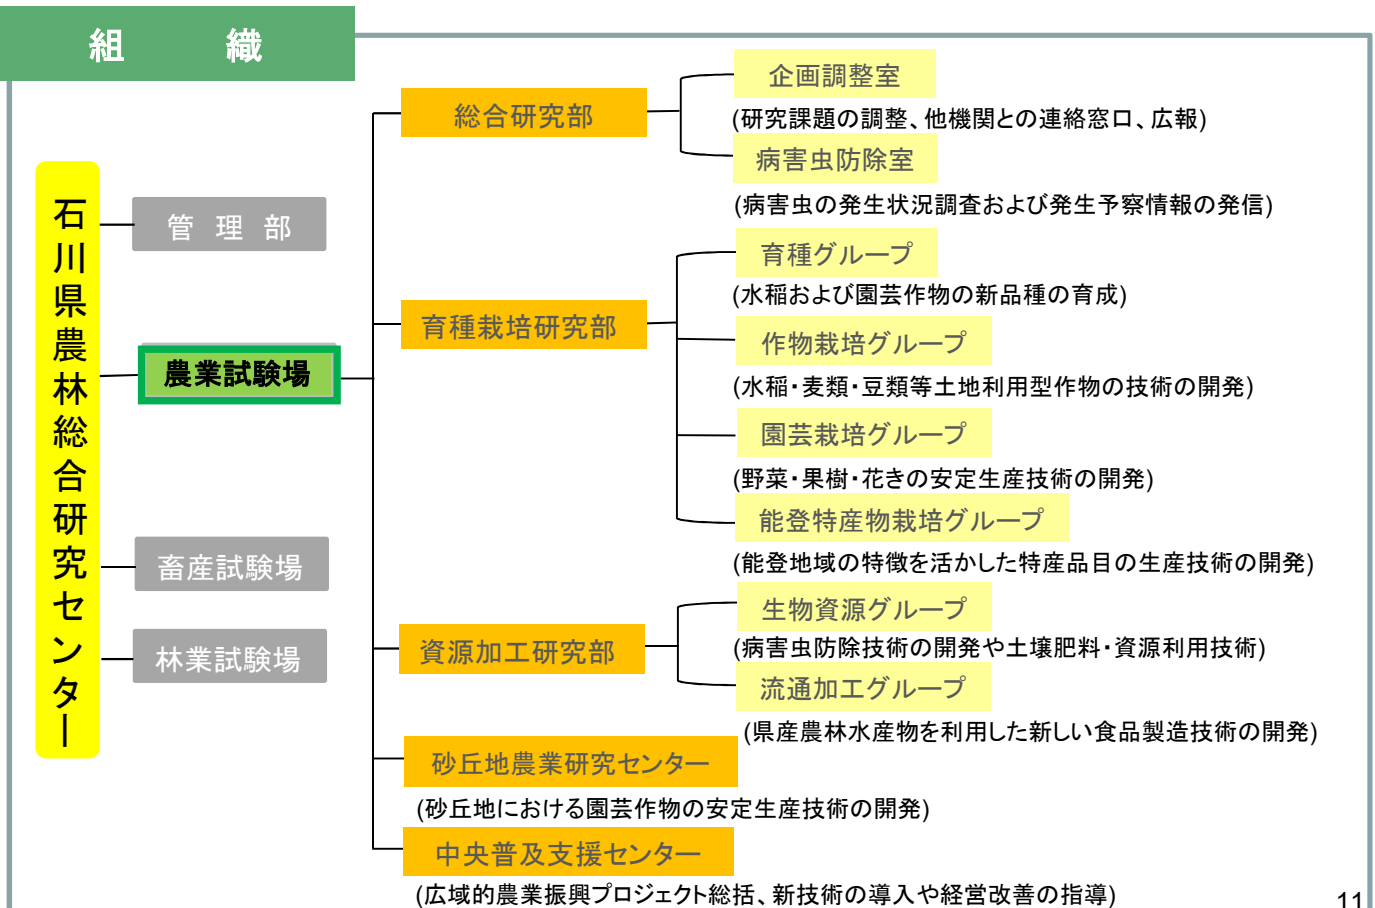 組　織
石川県農林総合研究センター
管 理 部
農業試験場
畜産試験場
林業試験場
総合研究部
企画調整室
(研究課題の調整、他機関との連絡窓口、広報)
病害虫防除室
(病害虫の発生状況調査および発生予察情報の発信)
育種栽培研究部
育種グループ
(水稲および園芸作物の新品種の育成)
作物栽培グループ
(水稲・麦類・豆類等土地利用型作物の技術の開発)
園芸栽培グループ
(野菜・果樹・花きの安定生産技術の開発)
能登特産物栽培グループ
(能登地域の特徴を活かした特産品目の生産技術の開発)
資源加工研究部
生物資源グループ
(病害虫防除技術の開発や土壌肥料・資源利用技術)
流通加工グループ
(県産農林水産物を利用した新しい食品製造技術の開発)
砂丘地農業研究センター
(砂丘地における園芸作物の安定生産技術の開発)
中央普及支援センター
(広域的農業振興プロジェクト総括、新技術の導入や経営改善の指導)
11